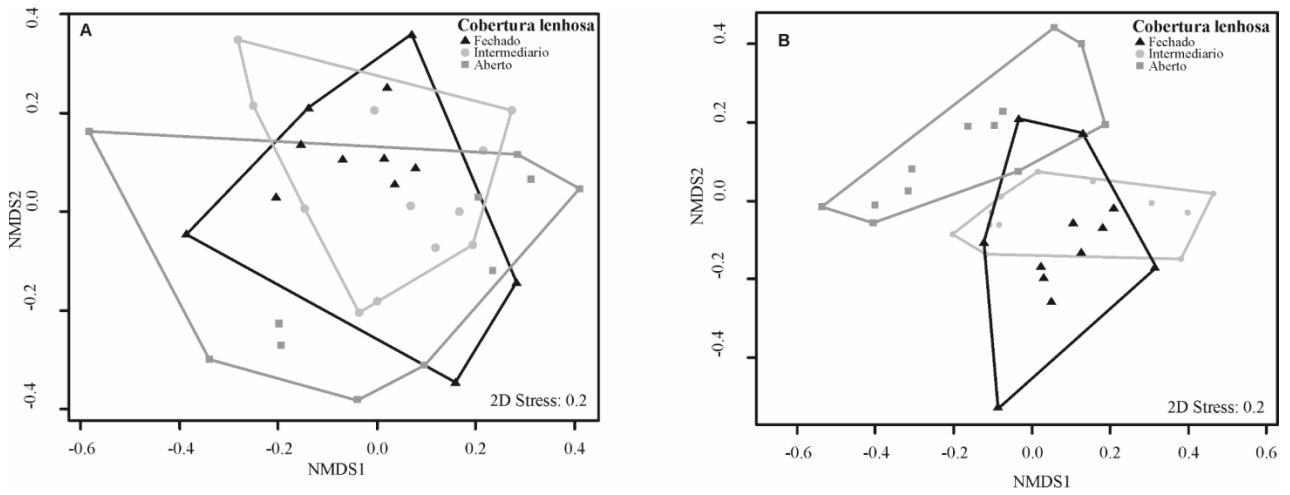 A
Cobertura lenhosa
Fechado
Intermediario
Aberto
0.4
0.2
0.0
-0.2
-0.4
NMDS2
2D Stress: 0.2
-0.6 -0.4 -0.2 0.0 0.2 0.4
NMDS1
B
Cobertura lenhosa
Fechado
Intermediario
Aberto
0.4
0.2
0.0
-0.2
-0.4
NMDS2
2D Stress: 0.2
-0.6 -0.4 -0.2 0.0 0.2 0.4 0.6
NMDS1